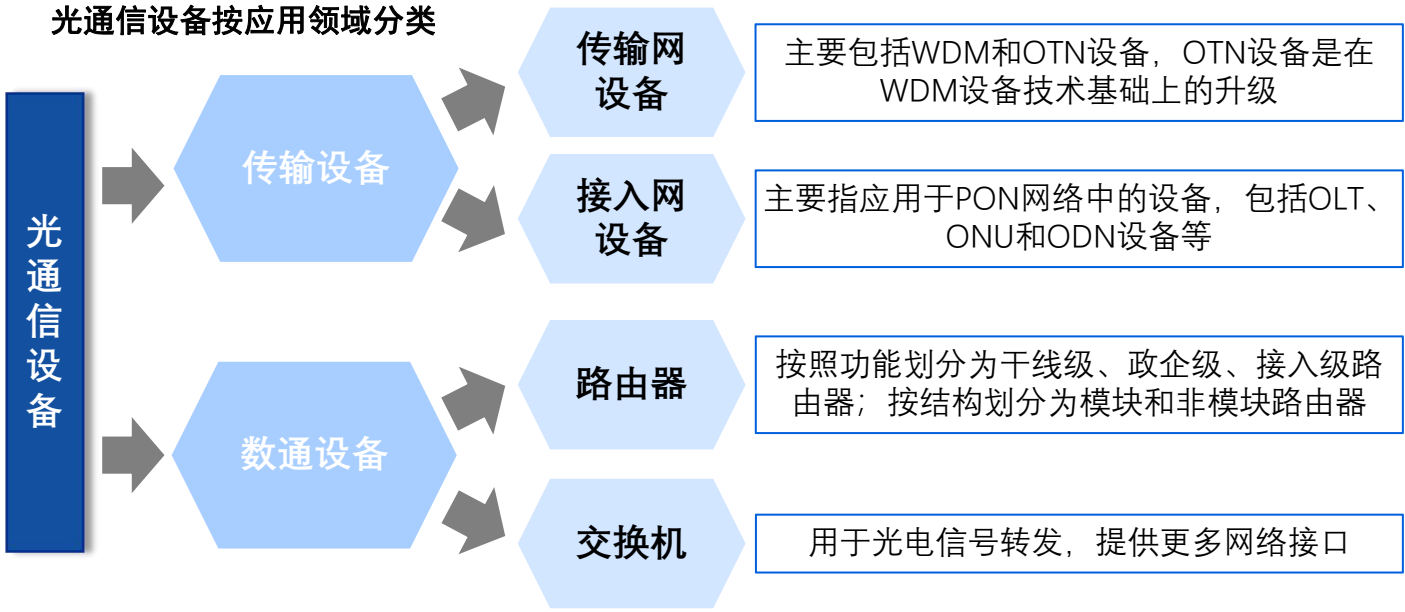 光通信设备按应用领域分类
光通信设备
传输设备
传输网
设备
主要包括WDM和OTN设备，OTN设备是在
WDM设备技术基础上的升级
接入网
设备
主要指应用于PON网络中的设备，包括OLT、
ONU和ODN设备等
数通设备
路由器
按照功能划分为干线级、政企级、接入级路
由器；按结构划分为模块和非模块路由器
交换机
用于光电信号转发，提供更多网络接口